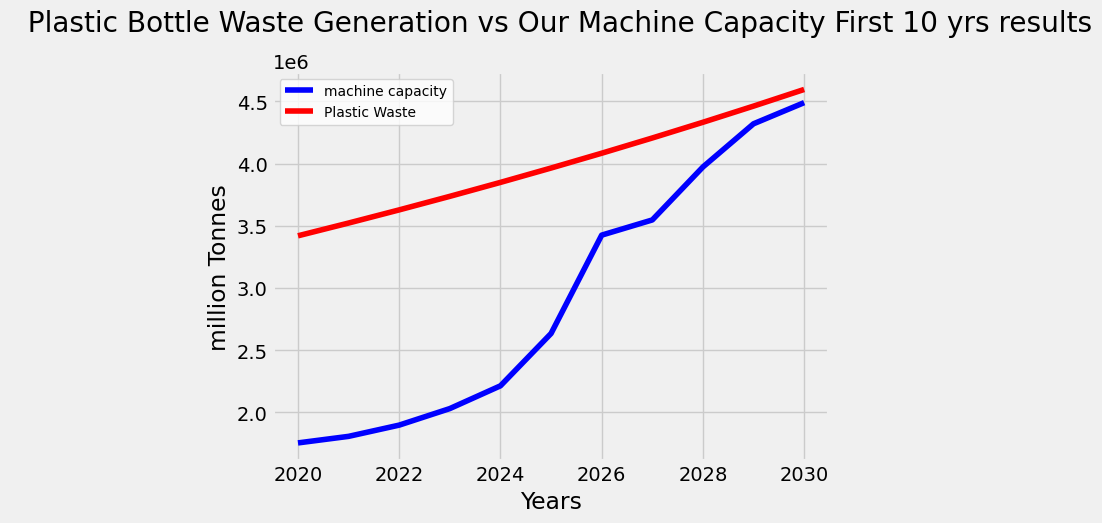 Plastic Bottle Waste Generation vs Our Machine Capacity First 10 yrs results
1e6
machine capacity
Plastic Waste
4.5
4.0
3.5
3.0
2.5
2.0
million Tonnes
2020 2022 2024 2026 2028 2030
Years